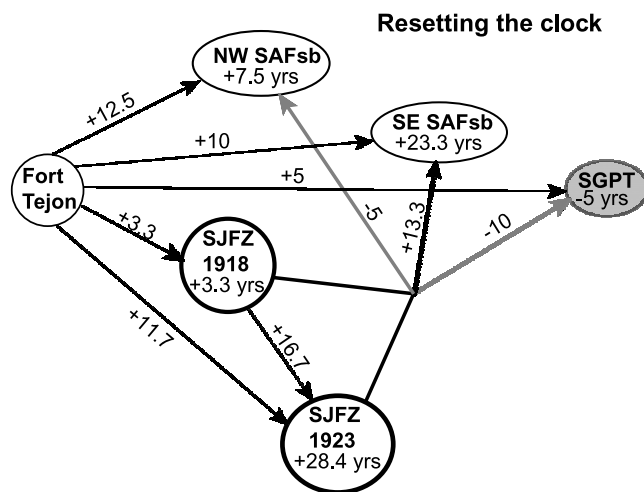 Resetting the clock
NW SAFsb
+7.5 yrs
+12.5
SE SAFsb
+23.3 yrs
+10
Fort
Tejon
+5
SGPT
-5 yrs
+3.3
-5
+13.3
-10
SJFZ
1918
+3.3 yrs
+11.7
+16.7
SJFZ
1923
+28.4 yrs